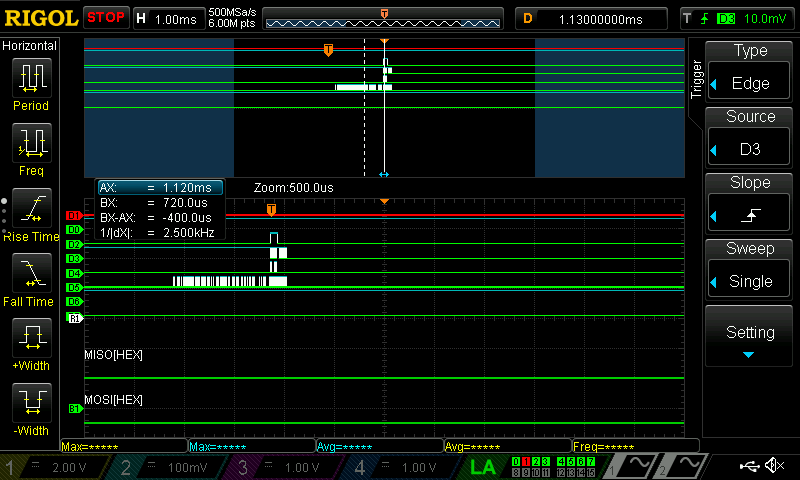 RIGOL STOP H 1.00ms 500MSa/s 6.00M pts T D 1.13000000ms T D3 10.0mV
Horizontal
Period
Freq
Rise Time
Fall Time
+Width
-Width
T
AX: = 1.120ms
BX: = 720.0us
BX-AX: = -400.0us
1/|dX|: = 2.500kHz
Zoom:500.0us
T
D1
D0
D2
D3
D4
D5
D6
R1
MISO[HEX]
MOSI[HEX]
B1
Trigger
Type
Edge
Source
D3
Slope
Sweep
Single
Setting
Max=***** Max=***** Avg=***** Avg=***** Freq=*****
1 = 2.00 V 2 = 100mV 3 = 1.00 V 4 = 1.00 V LA 0 1 2 3 4 5 6 7 1 2
8 9 10 11 12 13 14 15